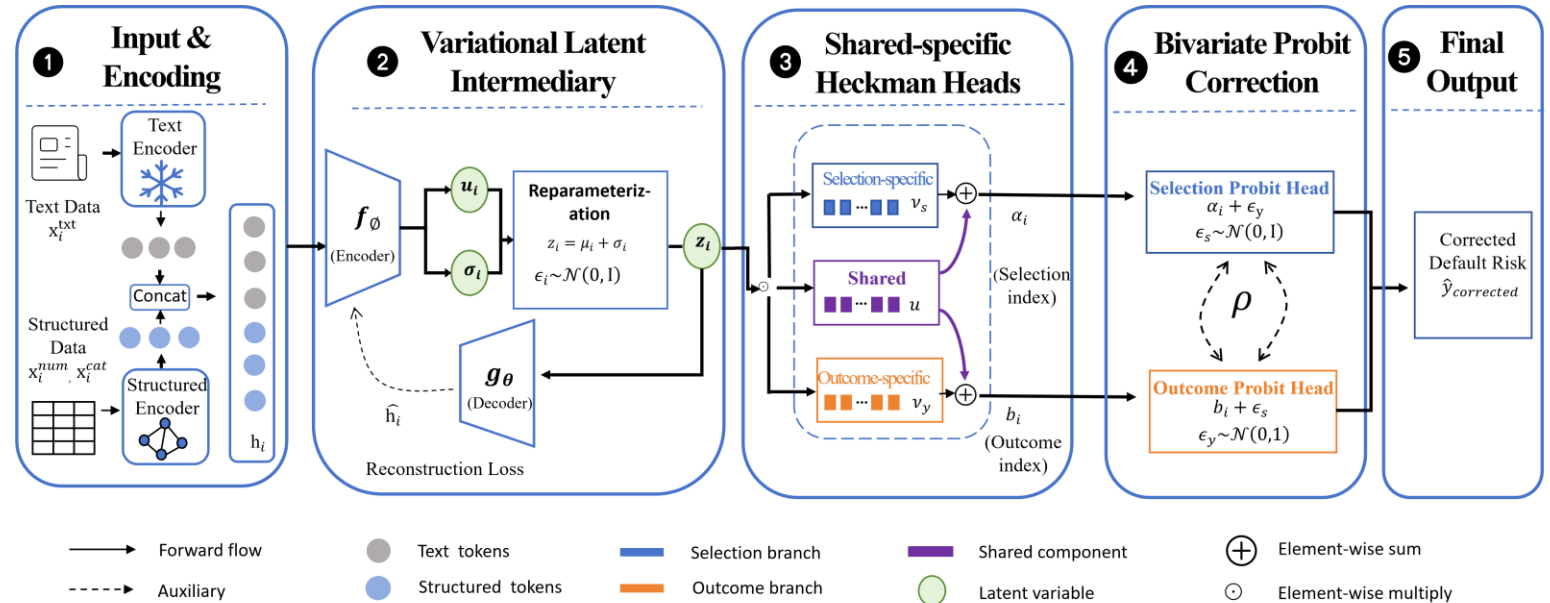 1
Input &
Encoding
Text
Encoder
Text Data
x_i^txt
Concat
Structured
Data
x_i^num, x_i^cat
Structured
Encoder
h_i
2
Variational Latent
Intermediary
f_∅
(Encoder)
u_i
σ_i
Reparameteriz-
ation
z_i = μ_i + σ_i
ϵ_i~𝒩(0, I)
z_i
g_θ
(Decoder)
ĥ_i
Reconstruction Loss
3
Shared-specific
Heckman Heads
Selection-specific
... ν_s
Shared
... u
Outcome-specific
... ν_y
α_i
(Selection
index)
b_i
(Outcome
index)
4
Bivariate Probit
Correction
Selection Probit Head
α_i + ϵ_y
ϵ_s~𝒩(0, I)
ρ
Outcome Probit Head
b_i + ϵ_s
ϵ_y~𝒩(0,1)
5
Final
Output
Corrected
Default Risk
ŷ_corrected
Forward flow
Auxiliary
Text tokens
Structured tokens
Selection branch
Outcome branch
Shared component
Latent variable
Element-wise sum
Element-wise multiply